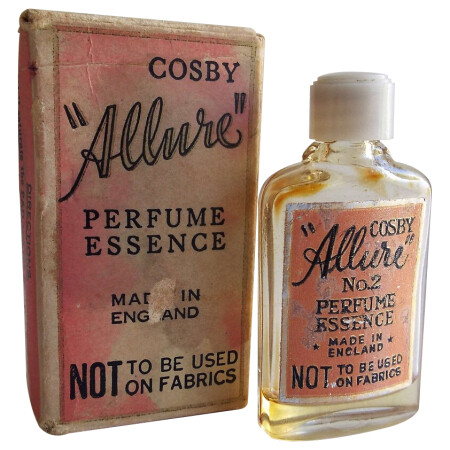 COSBY
"Allure"
PERFUME
ESSENCE
MADE IN
ENGLAND
NOT TO BE USED
ON FABRICS
DIRECTIONS
COSBY
"Allure"
No.2
PERFUME
ESSENCE
MADE IN
ENGLAND
NOT TO BE USED
ON FABRICS